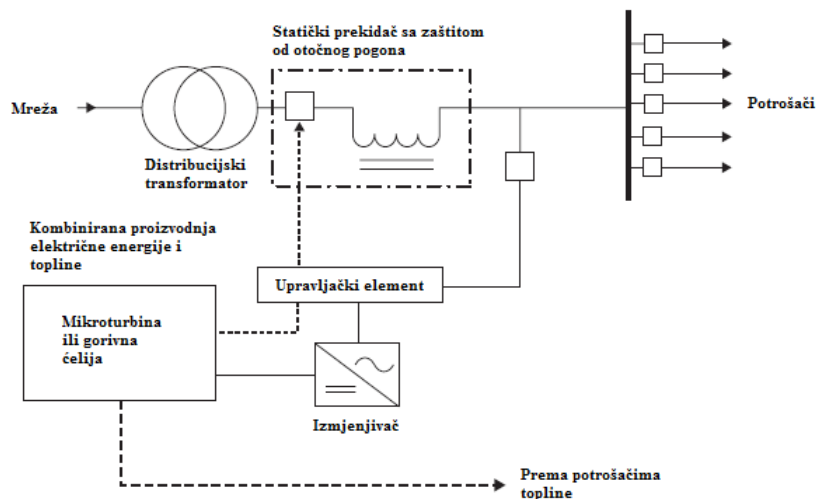 Statički prekidač sa zaštitom
od otočnog pogona
Mreža
Potrošači
Distribucijski
transformator
Kombinirana proizvodnja
električne energije i
topline
Upravljački element
Mikroturbina
ili gorivna
ćelija
Izmjenjivač
Prema potrošačima
topline